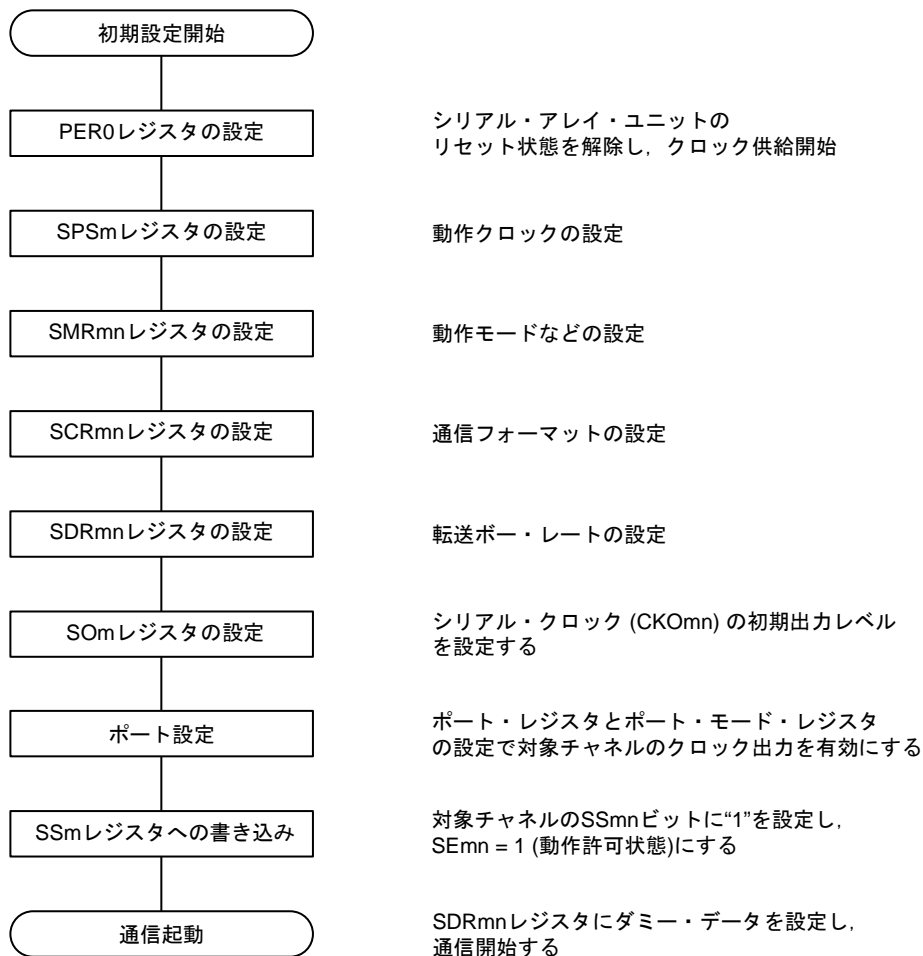 初期設定開始
PER0レジスタの設定
シリアル・アレイ・ユニットの
リセット状態を解除し，クロック供給開始
SPSmレジスタの設定
動作クロックの設定
SMRmnレジスタの設定
動作モードなどの設定
SCRmnレジスタの設定
通信フォーマットの設定
SDRmnレジスタの設定
転送ボー・レートの設定
SOmレジスタの設定
シリアル・クロック (CKOmn) の初期出力レベル
を設定する
ポート設定
ポート・レジスタとポート・モード・レジスタ
の設定で対象チャネルのクロック出力を有効にする
SSmレジスタへの書き込み
対象チャネルのSSmnビットに“1”を設定し，
SEmn = 1 (動作許可状態)にする
通信起動
SDRmnレジスタにダミー・データを設定し，
通信開始する